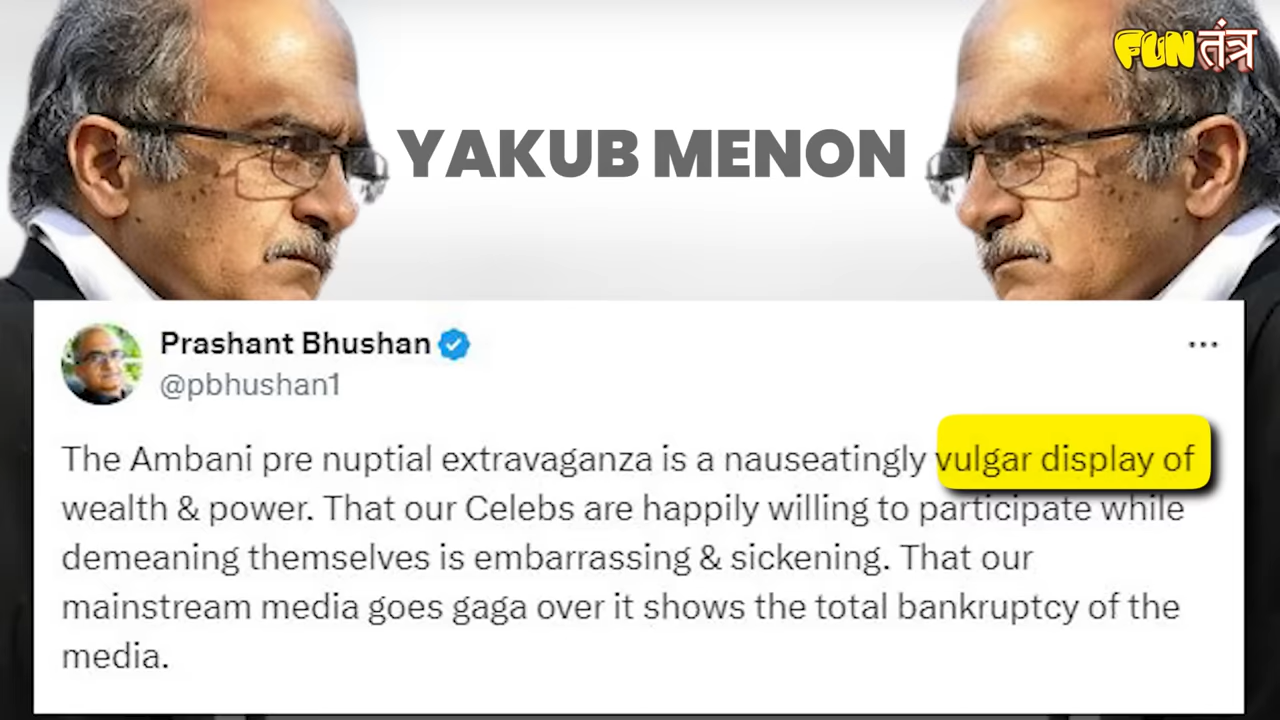 FUNतंत्र
YAKUB MENON
Prashant Bhushan
@pbhushan1
The Ambani pre nuptial extravaganza is a nauseatingly vulgar display of
wealth & power. That our Celebs are happily willing to participate while
demeaning themselves is embarrassing & sickening. That our
mainstream media goes gaga over it shows the total bankruptcy of the
media.